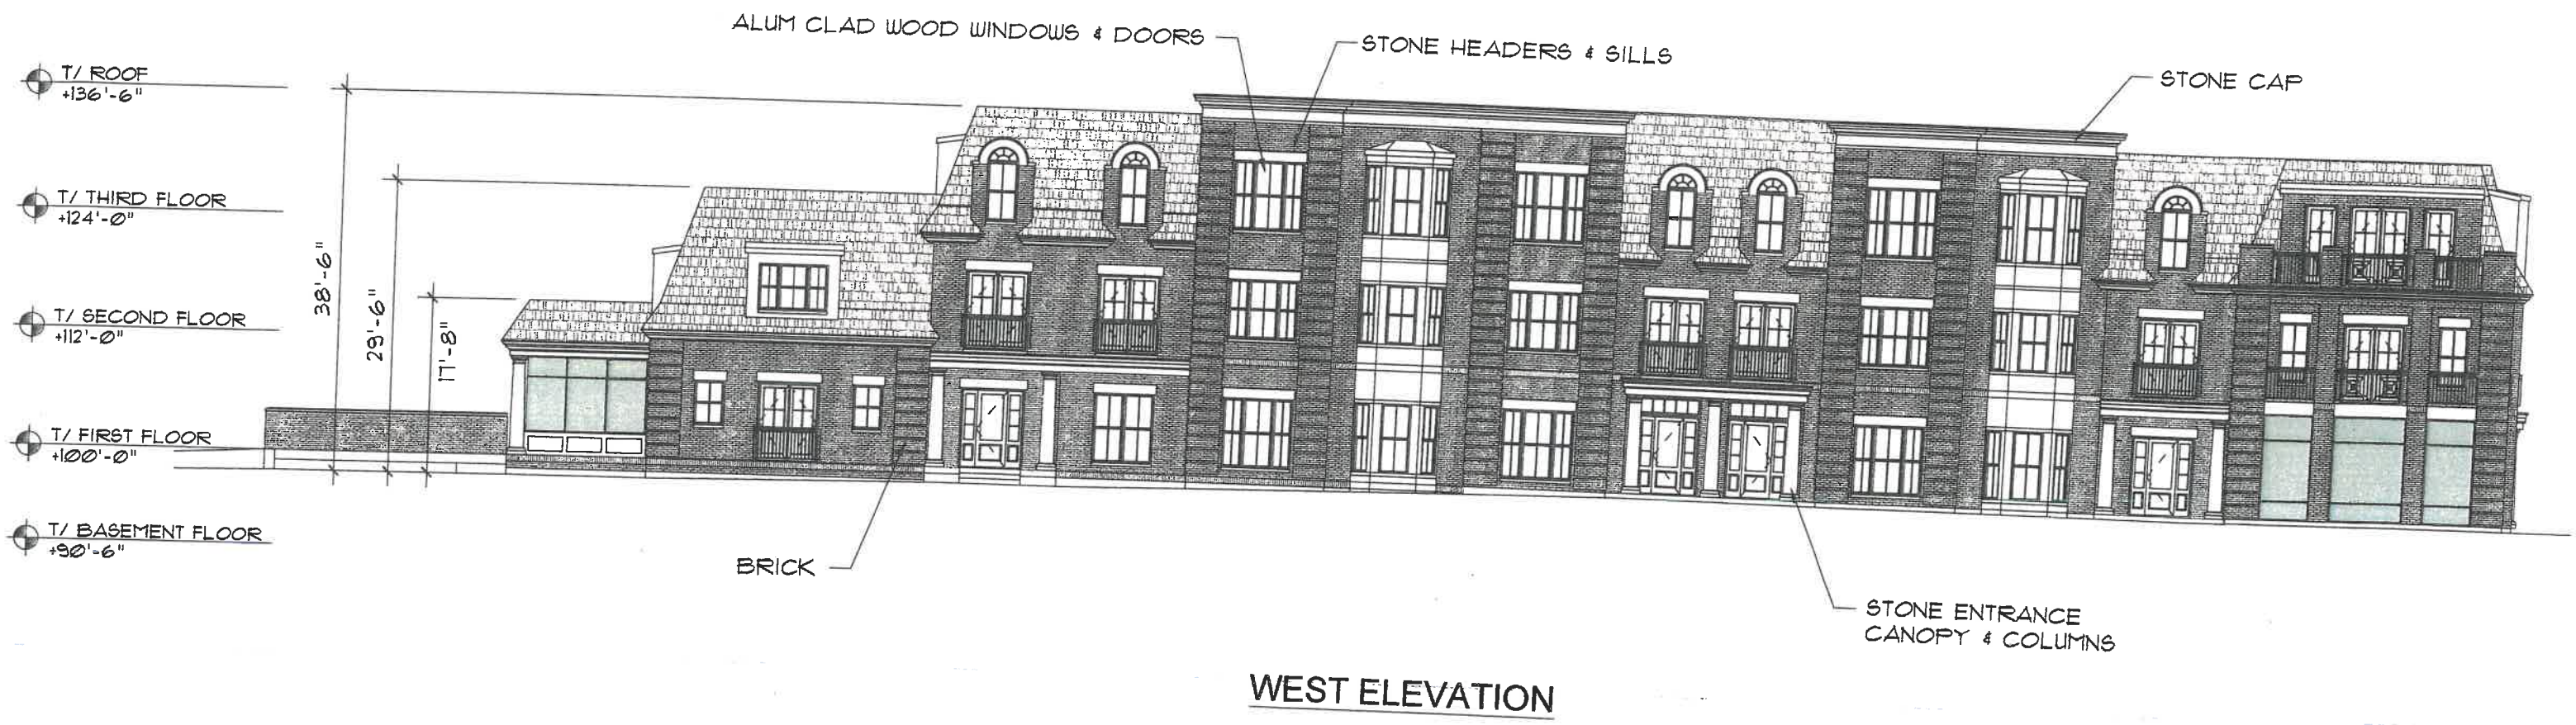 ALUM CLAD WOOD WINDOWS & DOORS
STONE HEADERS & SILLS
STONE CAP
T/ ROOF
+136'-6"
T/ THIRD FLOOR
+124'-0"
T/ SECOND FLOOR
+112'-0"
T/ FIRST FLOOR
+100'-0"
T/ BASEMENT FLOOR
+90'-6"
38'-6"
29'-6"
17'-8"
BRICK
STONE ENTRANCE
CANOPY & COLUMNS
WEST ELEVATION